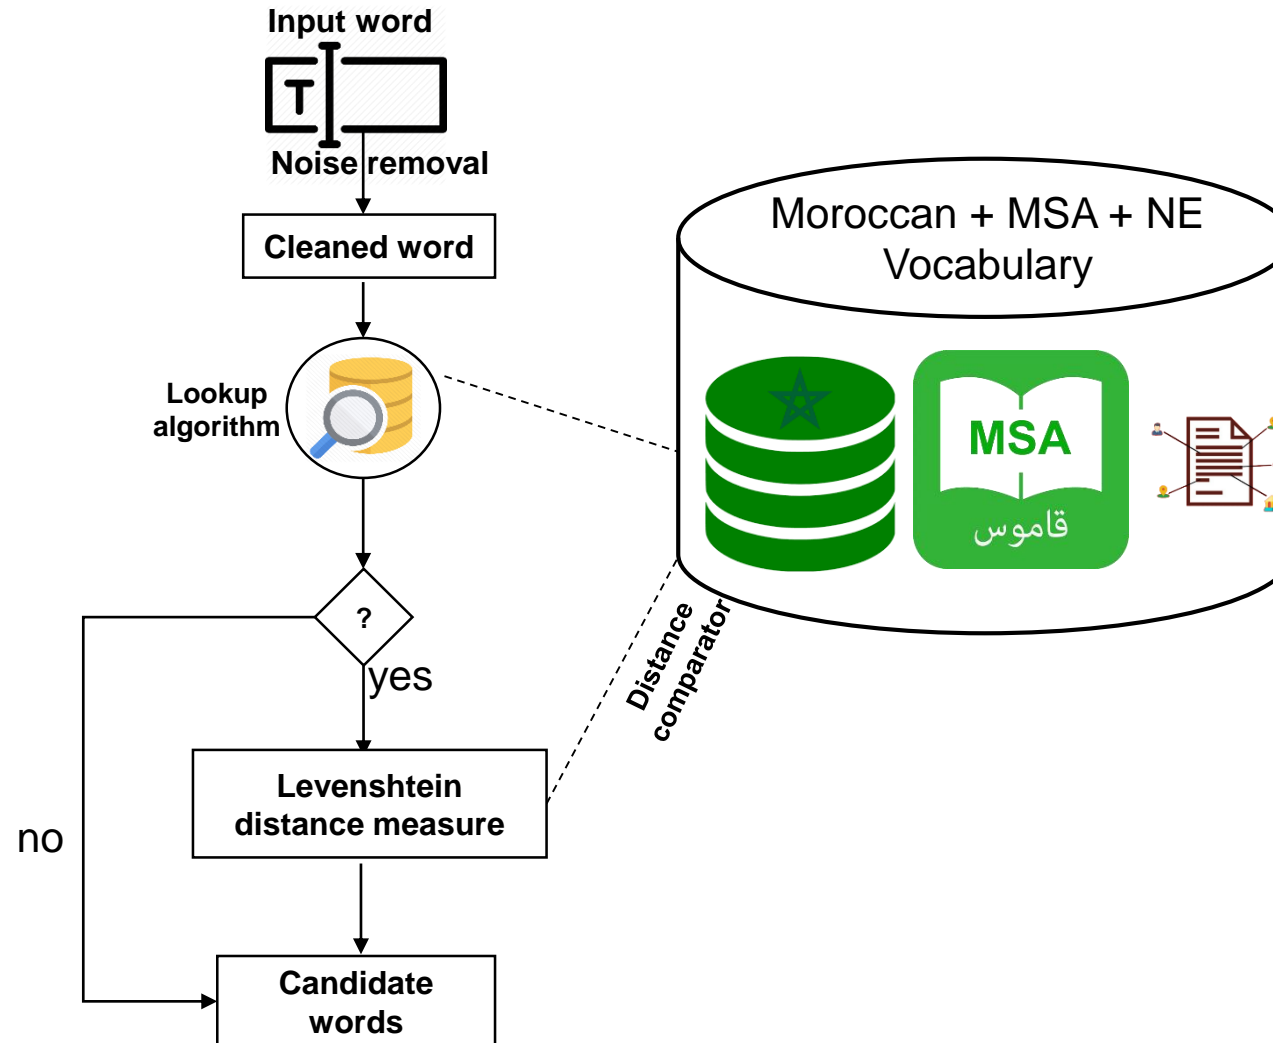 Input word
T
Noise removal
Cleaned word
Lookup
algorithm
?
yes
no
Levenshtein
distance measure
Candidate
words
Moroccan + MSA + NE
Vocabulary
MSA
قاموس
Distance
comparator